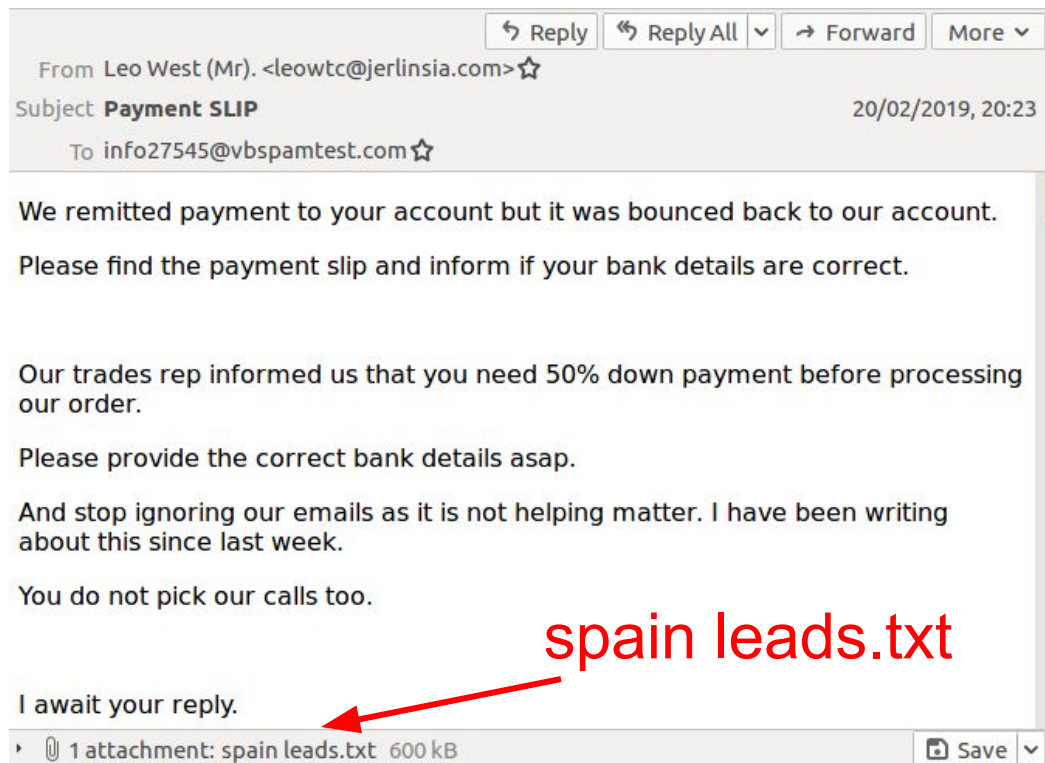 Reply Reply All Forward More
From Leo West (Mr). <leowtc@jerlinsia.com>
Subject Payment SLIP 20/02/2019, 20:23
To info27545@vbspamtest.com
We remitted payment to your account but it was bounced back to our account.
Please find the payment slip and inform if your bank details are correct.
Our trades rep informed us that you need 50% down payment before processing
our order.
Please provide the correct bank details asap.
And stop ignoring our emails as it is not helping matter. I have been writing
about this since last week.
You do not pick our calls too.
spain leads.txt
I await your reply.
1 attachment: spain leads.txt 600 kB Save